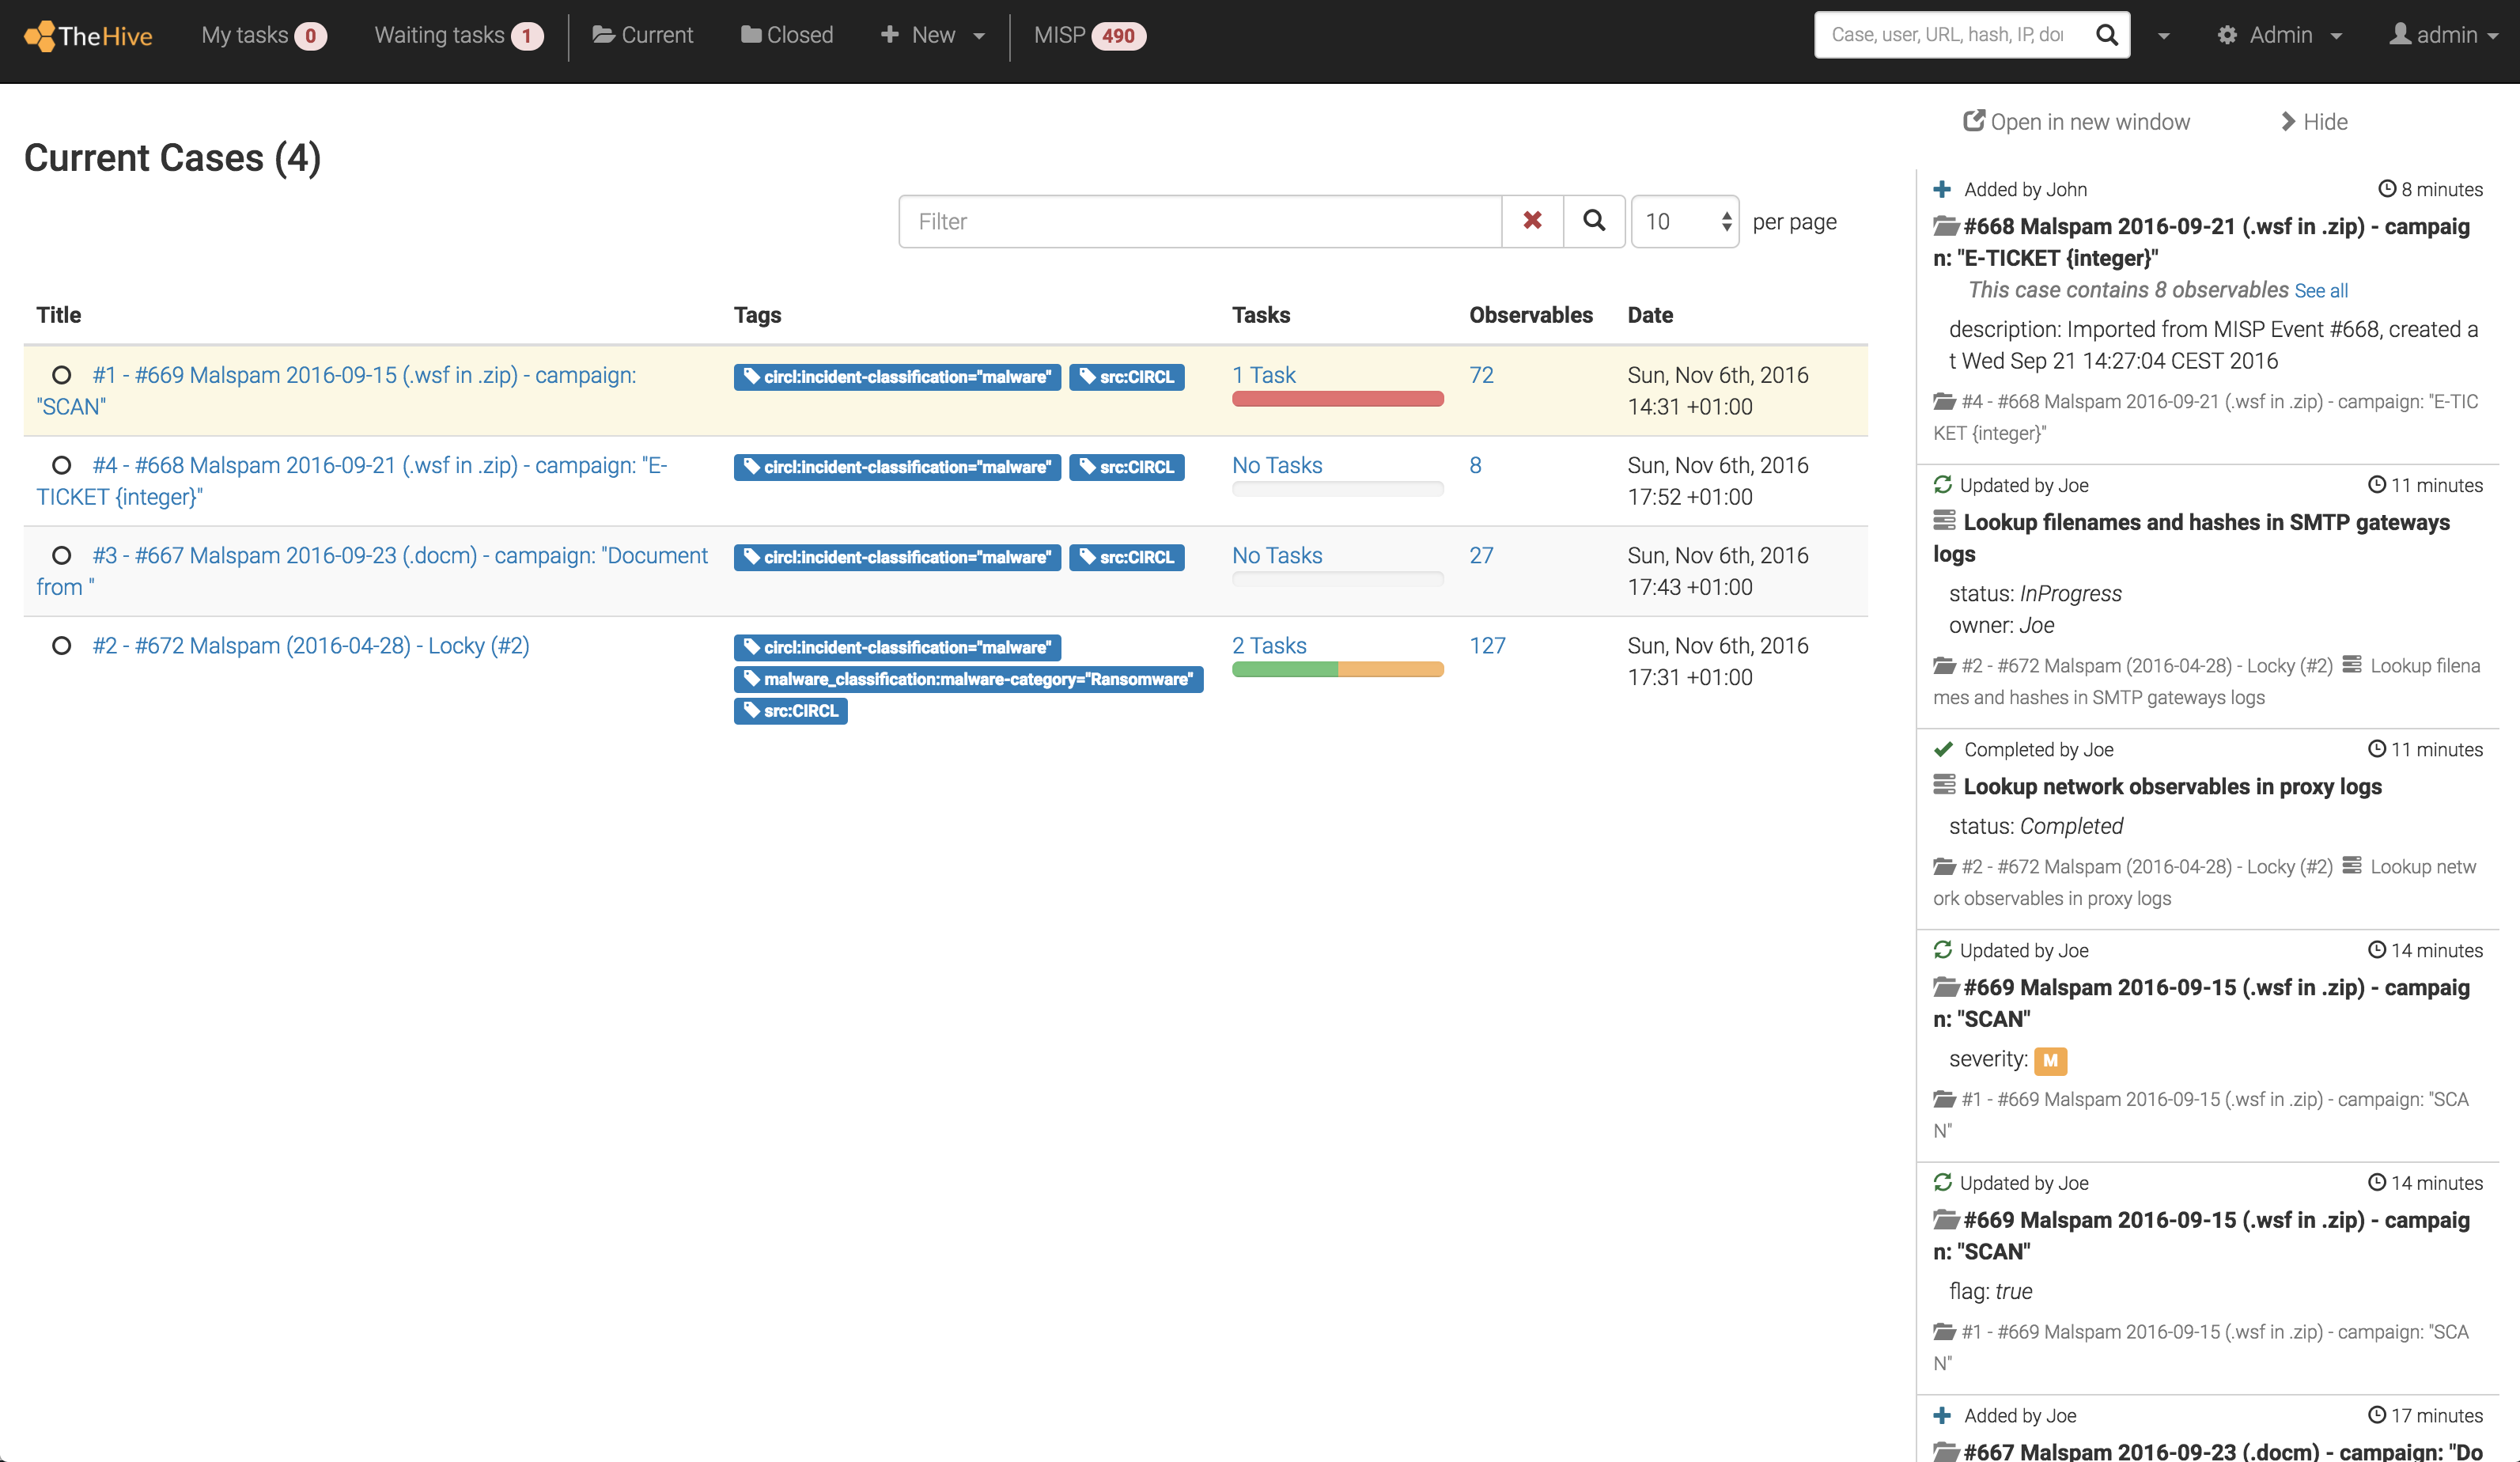 TheHive My tasks 0 Waiting tasks 1 Current Closed New MISP 490 Case, user, URL, hash, IP, Admin admin
Open in new window Hide
Current Cases (4)
Filter 10 per page
Title Tags Tasks Observables Date
#1 - #669 Malspam 2016-09-15 (.wsf in .zip) - campaign: circl:incident-classification="malware" src:CIRCL 1 Task 72 Sun, Nov 6th, 2016
"SCAN" 14:31 +01:00
#4 - #668 Malspam 2016-09-21 (.wsf in .zip) - campaign: "E- circl:incident-classification="malware" src:CIRCL No Tasks 8 Sun, Nov 6th, 2016
TICKET {integer}" 17:52 +01:00
#3 - #667 Malspam 2016-09-23 (.docm) - campaign: "Document circl:incident-classification="malware" src:CIRCL No Tasks 27 Sun, Nov 6th, 2016
from " 17:43 +01:00
#2 - #672 Malspam (2016-04-28) - Locky (#2) circl:incident-classification="malware" 2 Tasks 127 Sun, Nov 6th, 2016
malware_classification:malware-category="Ransomware" 17:31 +01:00
src:CIRCL
Added by John 8 minutes
#668 Malspam 2016-09-21 (.wsf in .zip) - campaig
n: "E-TICKET {integer}"
This case contains 8 observables See all
description: Imported from MISP Event #668, created a
t Wed Sep 21 14:27:04 CEST 2016
#4 - #668 Malspam 2016-09-21 (.wsf in .zip) - campaign: "E-TIC
KET {integer}"
Updated by Joe 11 minutes
Lookup filenames and hashes in SMTP gateways
logs
status: InProgress
owner: Joe
#2 - #672 Malspam (2016-04-28) - Locky (#2) Lookup filena
mes and hashes in SMTP gateways logs
Completed by Joe 11 minutes
Lookup network observables in proxy logs
status: Completed
#2 - #672 Malspam (2016-04-28) - Locky (#2) Lookup netw
ork observables in proxy logs
Updated by Joe 14 minutes
#669 Malspam 2016-09-15 (.wsf in .zip) - campaig
n: "SCAN"
severity: M
#1 - #669 Malspam 2016-09-15 (.wsf in .zip) - campaign: "SCA
N"
Updated by Joe 14 minutes
#669 Malspam 2016-09-15 (.wsf in .zip) - campaig
n: "SCAN"
flag: true
#1 - #669 Malspam 2016-09-15 (.wsf in .zip) - campaign: "SCA
N"
Added by Joe 17 minutes
#667 Malspam 2016-09-23 (.docm) - campaign: "Do